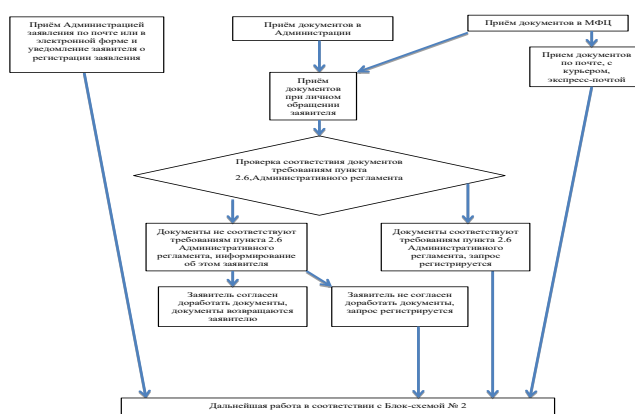 Приём Администрацией
заявления по почте или в
электронной форме и
уведомление заявителя о
регистрации заявления
Приём документов в
Администрации
Приём документов в МФЦ
Прием документов
по почте, с
курьером,
экспресс-почтой
Приём
документов
при личном
обращении
заявителя
Проверка соответствия документов
требованиям пункта
2.6,Административного регламента
Документы не соответствуют
требованиям пункта 2.6
Административного
регламента, информирование
об этом заявителя
Документы соответствуют
требованиям пункта 2.6
Административного
регламента, запрос
регистрируется
Заявитель согласен
доработать документы,
документы возвращаются
заявителю
Заявитель не согласен
доработать документы,
запрос регистрируется
Дальнейшая работа в соответствии с Блок-схемой № 2